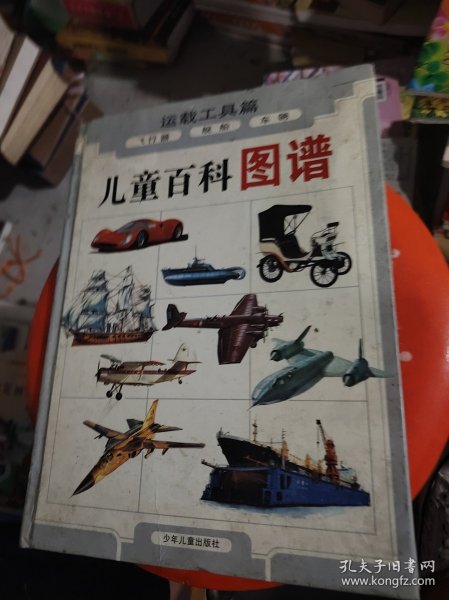 运载工具篇
飞行器 舰船 车辆
儿童百科图谱
少年儿童出版社
孔夫子旧书网
www.kongfz.com